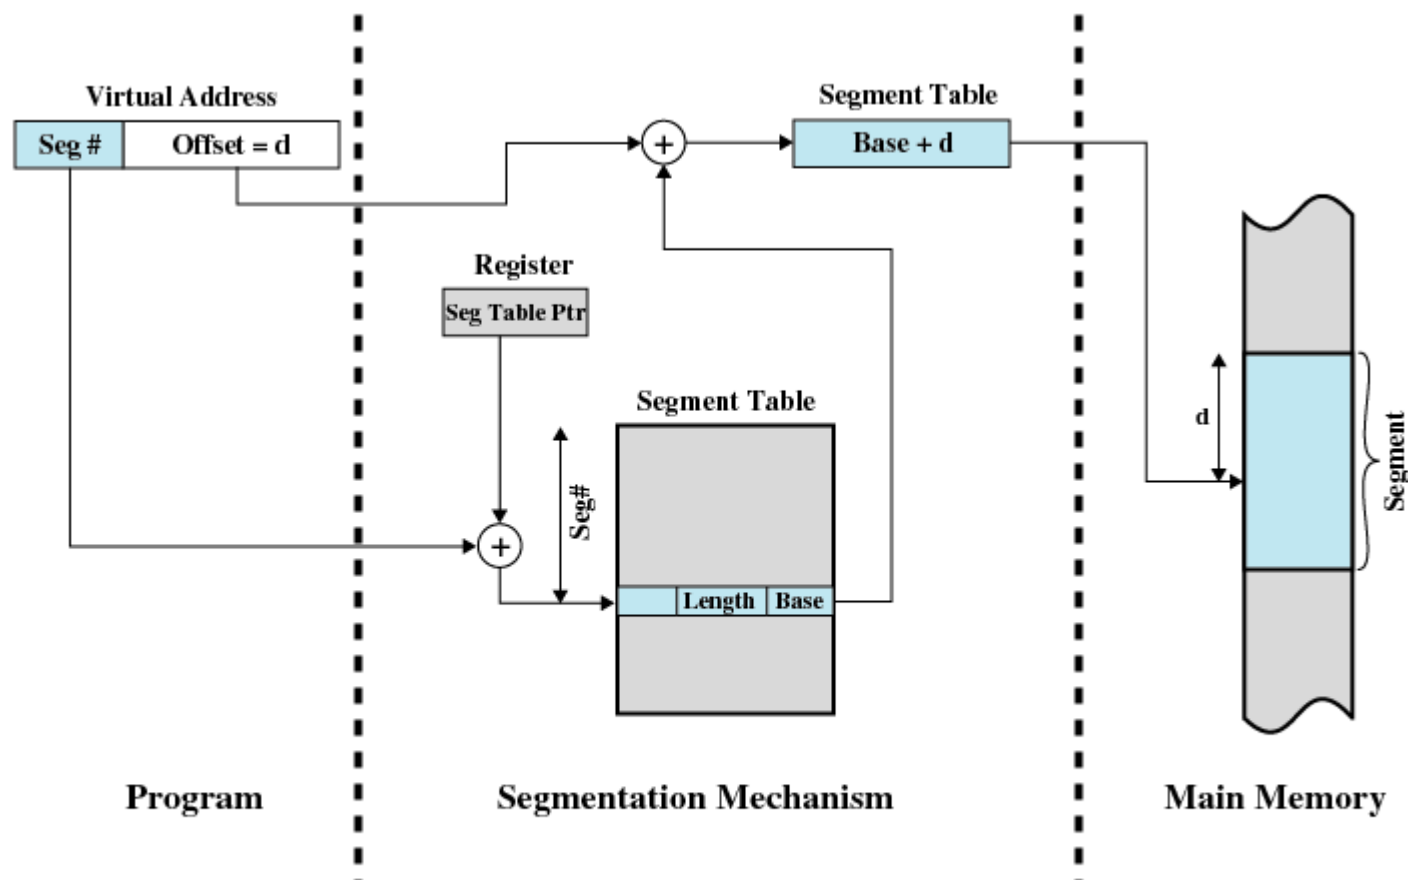 Virtual Address
Seg #
Offset = d
+
Segment Table
Base + d
Register
Seg Table Ptr
Segment Table
Seg#
+
Length
Base
d
Segment
Program
Segmentation Mechanism
Main Memory